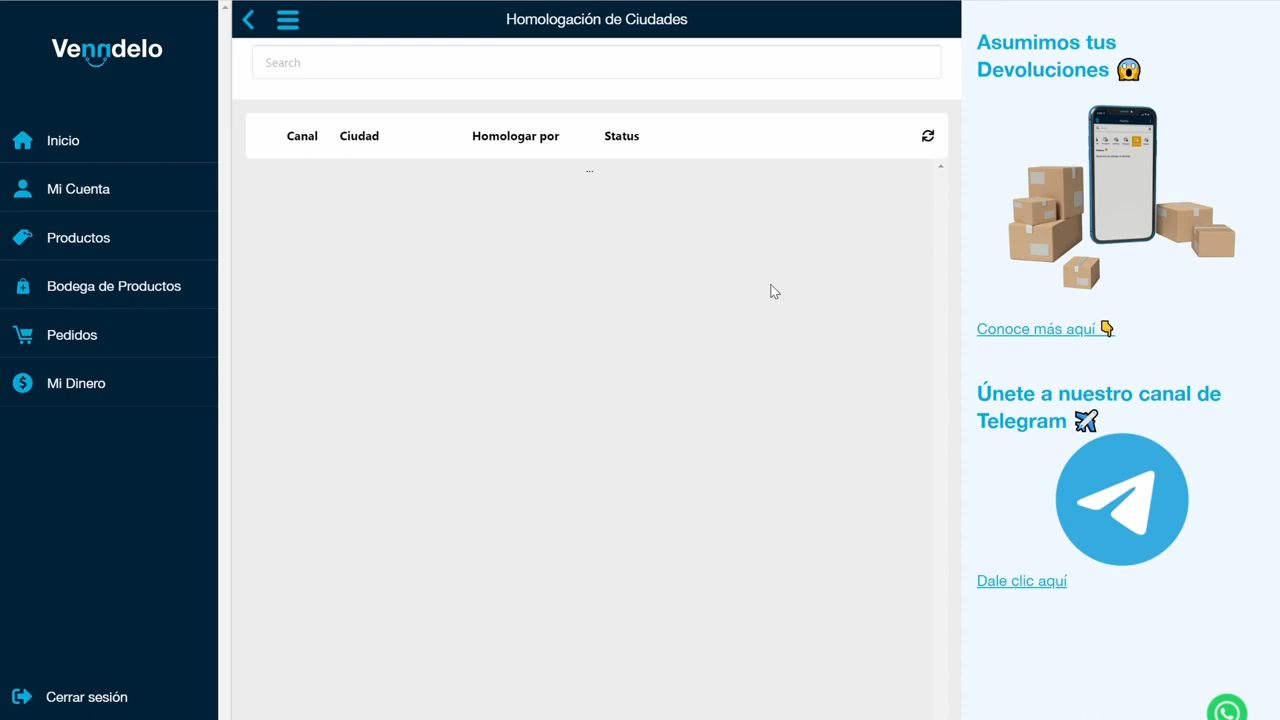 Venndelo
Inicio
Mi Cuenta
Productos
Bodega de Productos
Pedidos
Mi Dinero
Cerrar sesión
Homologación de Ciudades
Search
Canal Ciudad Homologar por Status
...
Asumimos tus
Devoluciones 😱
Conoce más aquí 👇
Únete a nuestro canal de
Telegram ✈️
Dale clic aquí